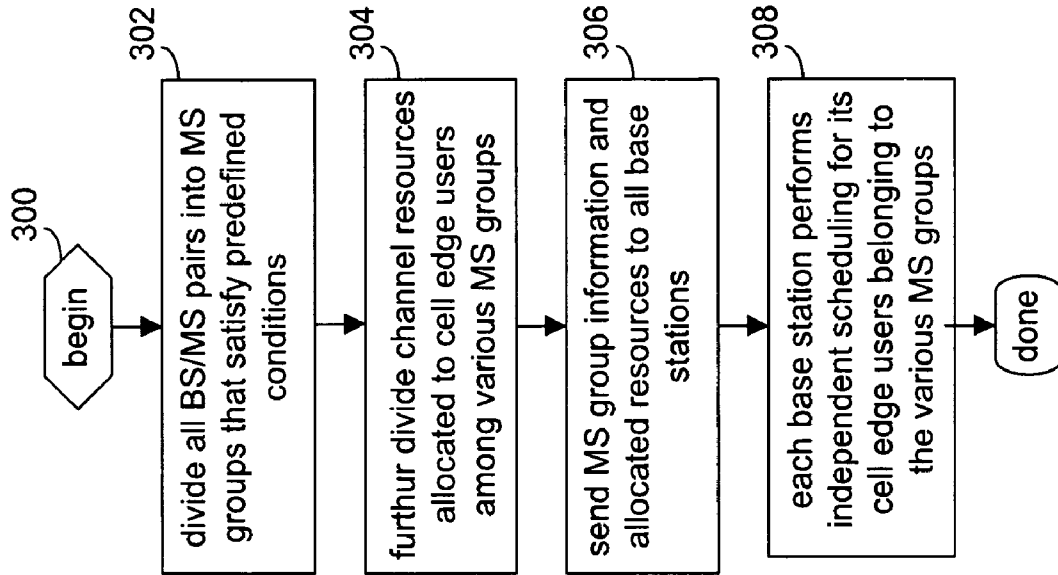 300
begin
302
divide all BS/MS pairs into MS
groups that satisfy predefined
conditions
304
furthur divide channel resources
allocated to cell edge users
among various MS groups
306
send MS group information and
allocated resources to all base
stations
308
each base station performs
independent scheduling for its
cell edge users belonging to
the various MS groups
done